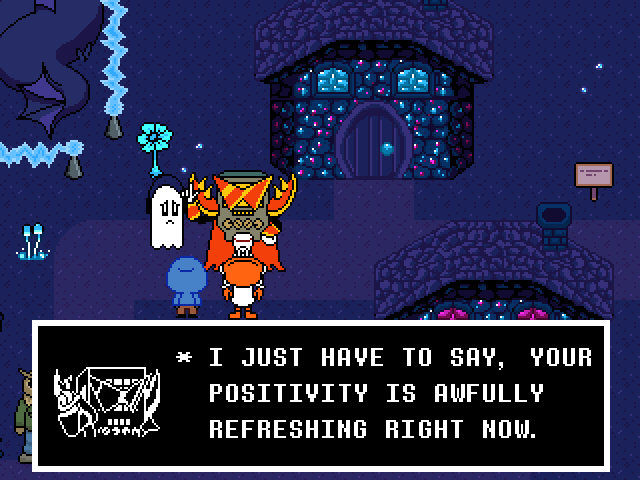 * I JUST HAVE TO SAY, YOUR
POSITIVITY IS AWFULLY
REFRESHING RIGHT NOW.